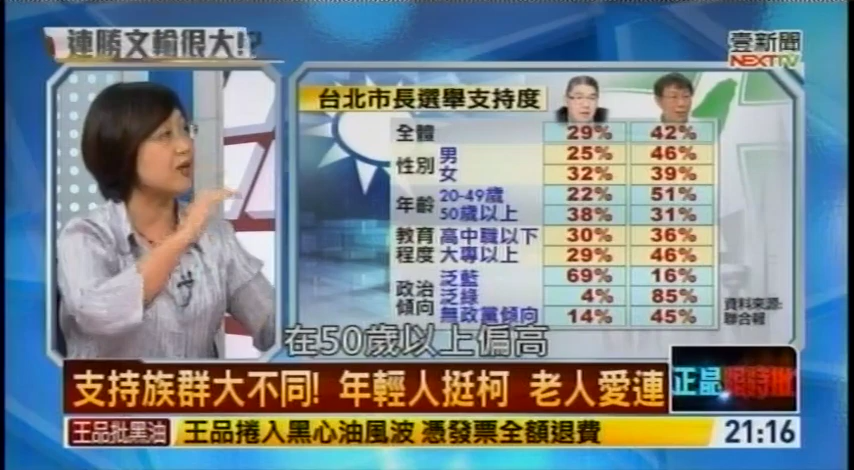 連勝文輸很大!?
壹新聞
NEXTTV
台北市長選舉支持度
全體 29% 42%
性別 男 25% 46%
女 32% 39%
年齡 20-49歲 22% 51%
50歲以上 38% 31%
教育程度 高中職以下 30% 36%
大專以上 29% 46%
政治傾向 泛藍 69% 16%
泛綠 4% 85%
無政黨傾向 14% 45%
資料來源:
聯合報
在50歲以上偏高
支持族群大不同! 年輕人挺柯 老人愛連
正晶限時批
王品批黑油 王品捲入黑心油風波 憑發票全額退費 21:16